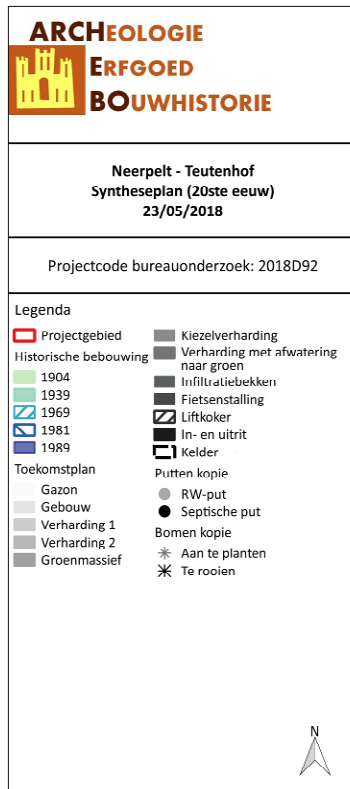 ARCHEOLOGIE
ERFGOED
BOUWHISTORIE
Neerpelt - Teutenhof
Syntheseplan (20ste eeuw)
23/05/2018
Projectcode bureauonderzoek: 2018D92
Legenda
Projectgebied
Historische bebouwing
1904
1939
1969
1981
1989
Toekomstplan
Gazon
Gebouw
Verharding 1
Verharding 2
Groenmassief
Kiezelverharding
Verharding met afwatering
naar groen
Infiltratiebekken
Fietsenstalling
Liftkoker
In- en uitrit
Kelder
Putten kopie
RW-put
Septische put
Bomen kopie
Aan te planten
Te rooien
N